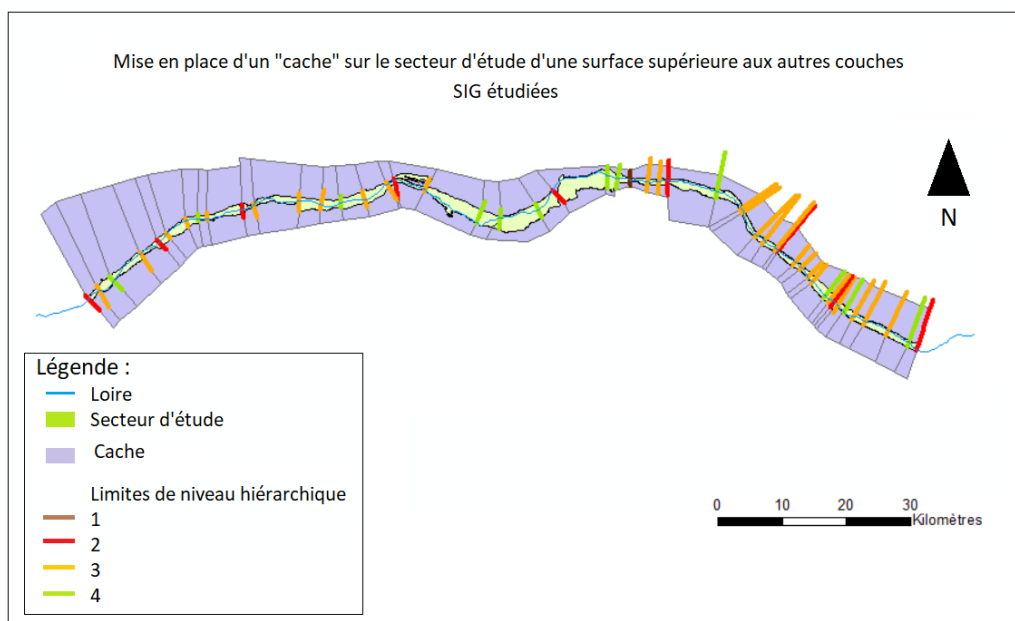 Mise en place d'un "cache" sur le secteur d'étude d'une surface supérieure aux autres couches
SIG étudiées
N
Légende :
Loire
Secteur d'étude
Cache
Limites de niveau hiérarchique
1
2
3
4
0 10 20 30
Kilomètres